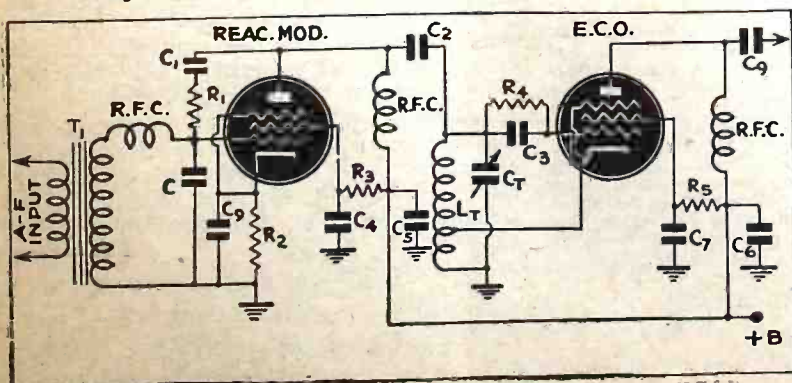 REAC. MOD.
E.C.O.
C1
C2
C9
R1
R.F.C.
R4
R.F.C.
T1
R.F.C.
C3
A-F INPUT
C
CT
LT
R3
R5
C9
R2
C4
C5
C7
C6
+B